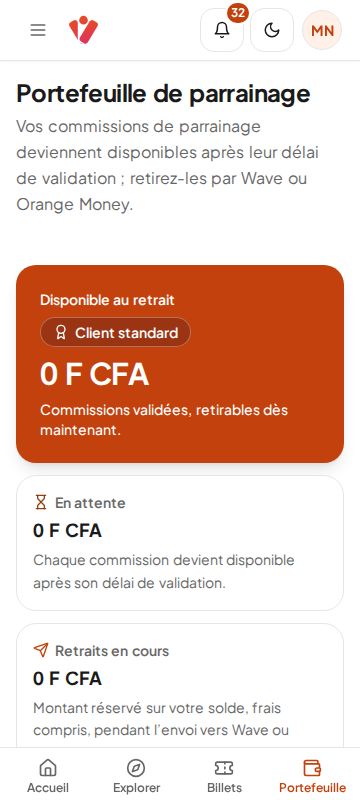 32
MN
Portefeuille de parrainage
Vos commissions de parrainage
deviennent disponibles après leur délai
de validation ; retirez-les par Wave ou
Orange Money.
Disponible au retrait
Client standard
0 F CFA
Commissions validées, retirables dès
maintenant.
En attente
0 F CFA
Chaque commission devient disponible
après son délai de validation.
Retraits en cours
0 F CFA
Montant réservé sur votre solde, frais
compris, pendant l'envoi vers Wave ou
Accueil
Explorer
Billets
Portefeuille